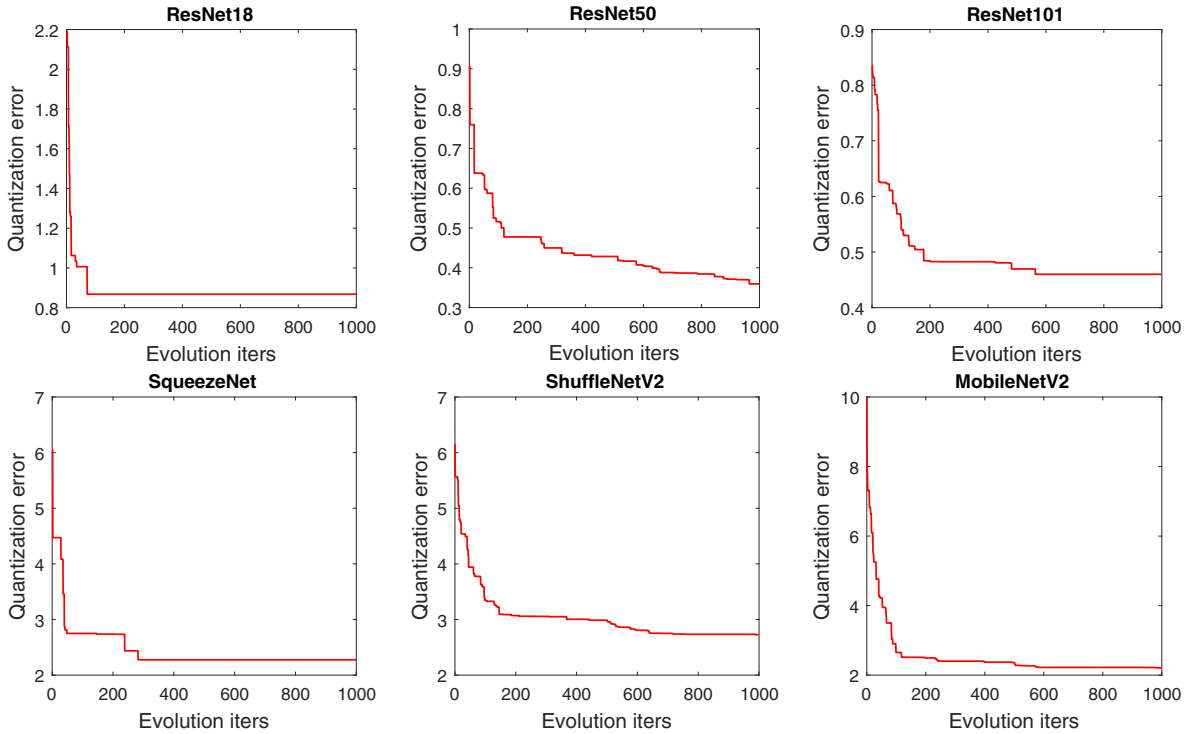 ResNet18
ResNet50
ResNet101
2.2
2
1.8
1.6
1.4
1.2
1
0.8
Quantization error
0 200 400 600 800 1000
Evolution iters
1
0.9
0.8
0.7
0.6
0.5
0.4
0.3
Quantization error
0 200 400 600 800 1000
Evolution iters
0.9
0.8
0.7
0.6
0.5
0.4
Quantization error
0 200 400 600 800 1000
Evolution iters
SqueezeNet
ShuffleNetV2
MobileNetV2
7
6
5
4
3
2
Quantization error
0 200 400 600 800 1000
Evolution iters
7
6
5
4
3
2
Quantization error
0 200 400 600 800 1000
Evolution iters
10
8
6
4
2
Quantization error
0 200 400 600 800 1000
Evolution iters